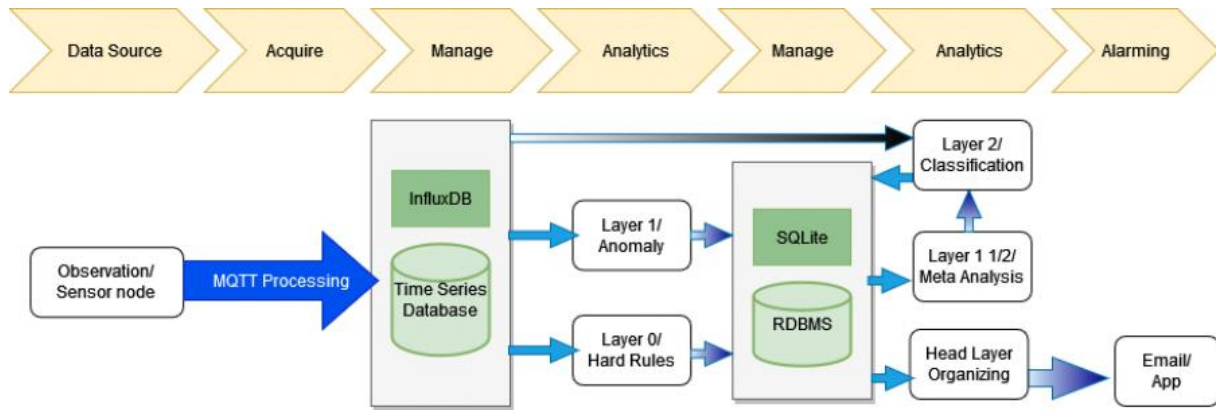 Data Source
Acquire
Manage
Analytics
Manage
Analytics
Alarming
Observation/
Sensor node
MQTT Processing
InfluxDB
Time Series
Database
Layer 1/
Anomaly
Layer 0/
Hard Rules
SQLite
RDBMS
Layer 2/
Classification
Layer 1 1/2/
Meta Analysis
Head Layer
Organizing
Email/
App